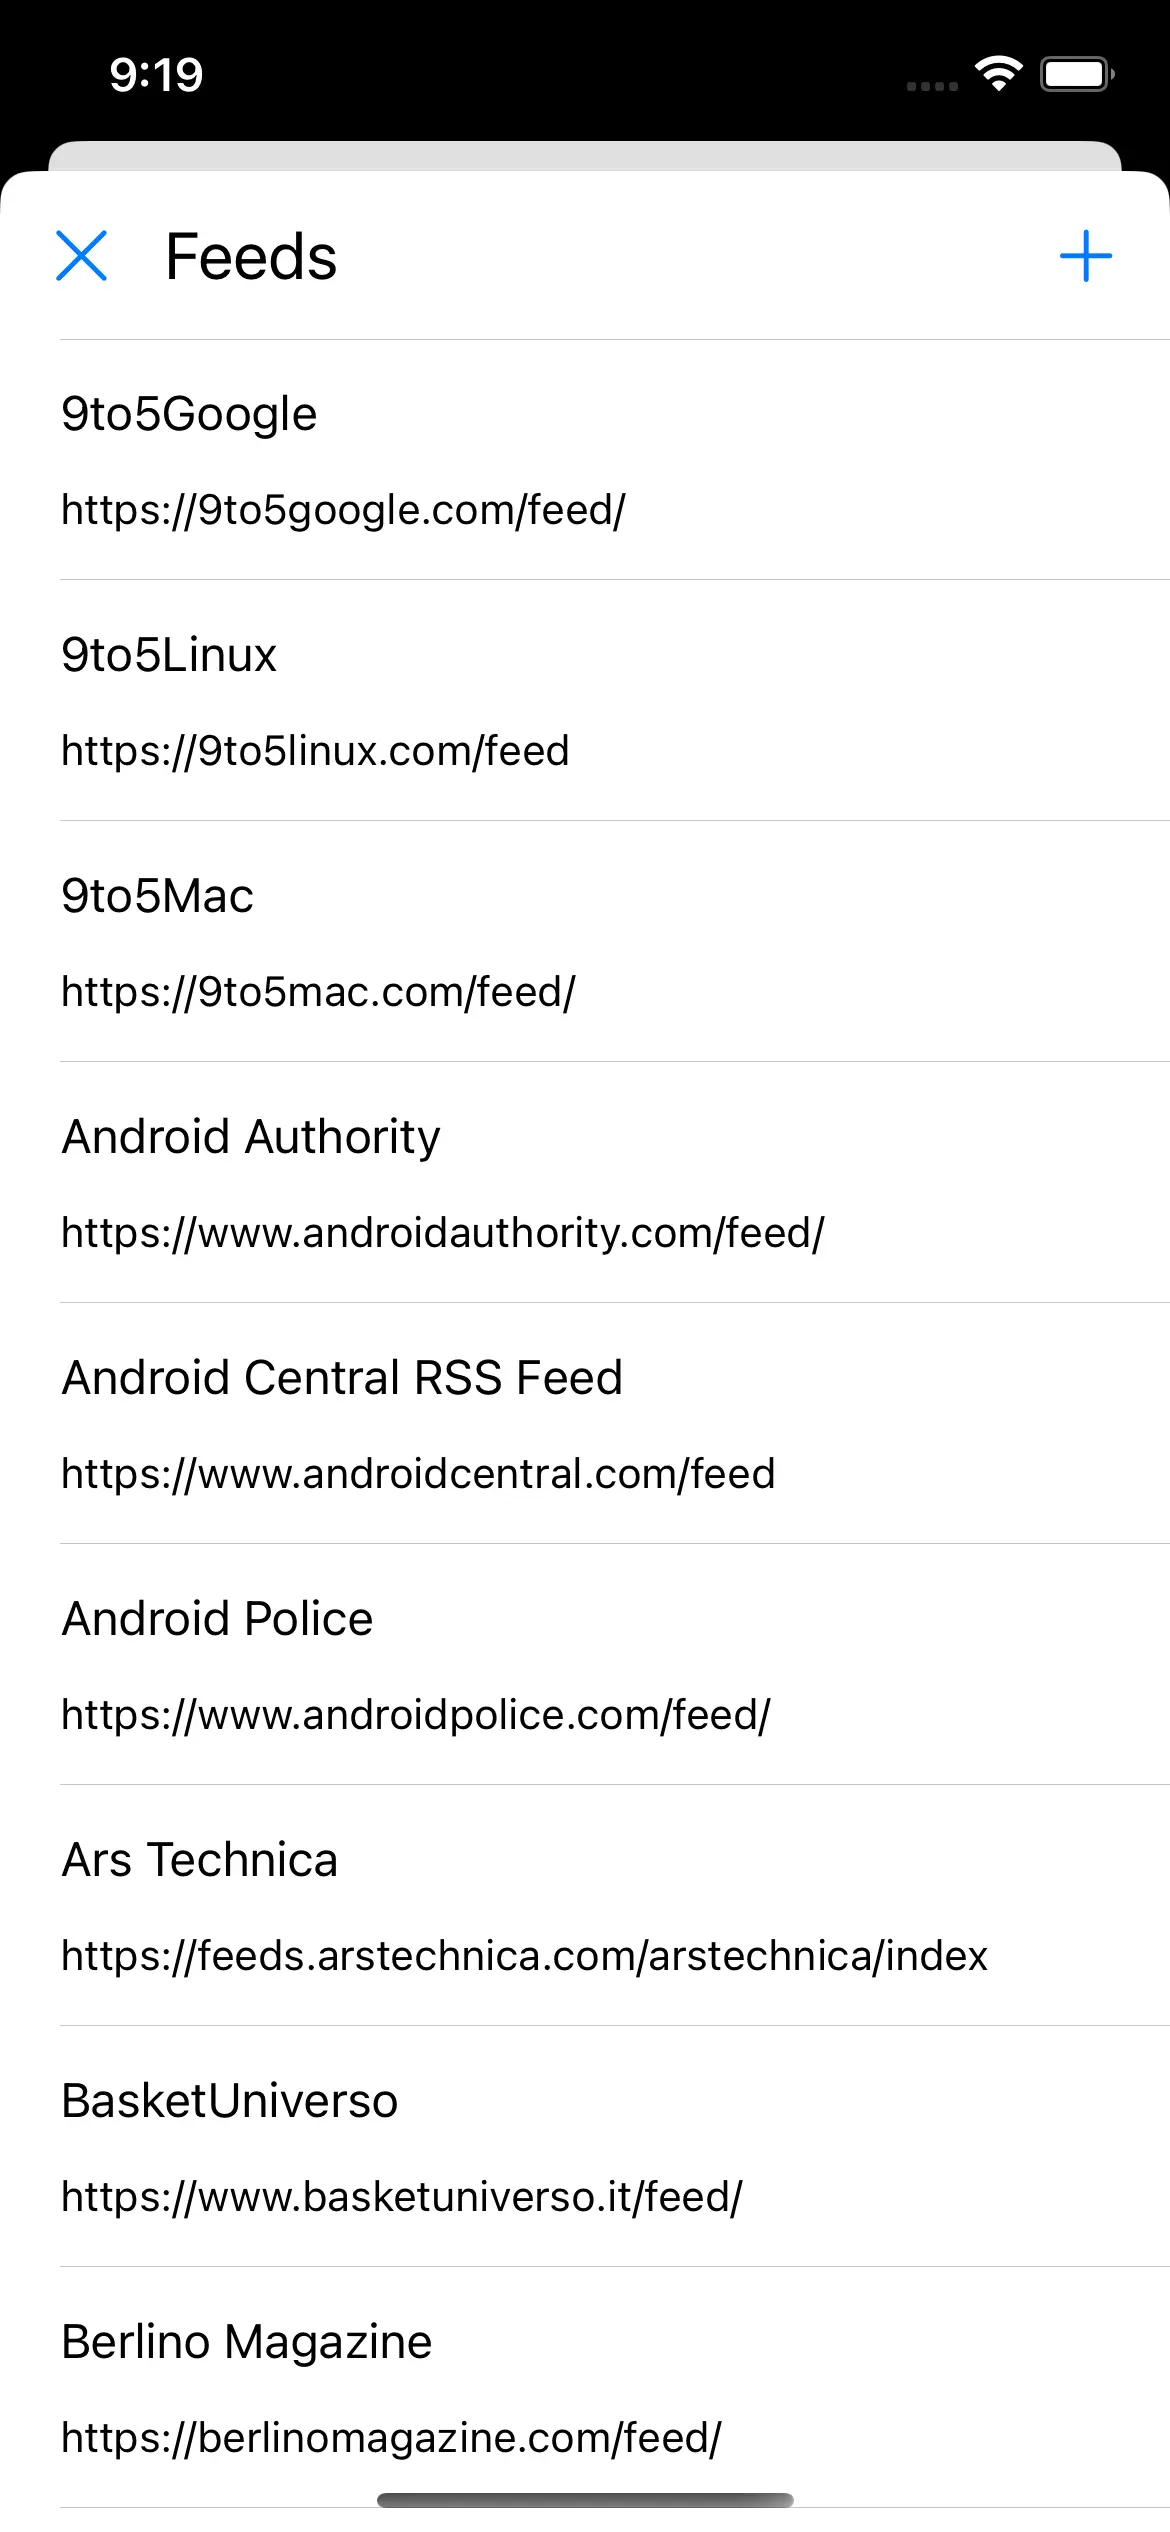 9:19
Feeds
9to5Google
https://9to5google.com/feed/
9to5Linux
https://9to5linux.com/feed
9to5Mac
https://9to5mac.com/feed/
Android Authority
https://www.androidauthority.com/feed/
Android Central RSS Feed
https://www.androidcentral.com/feed
Android Police
https://www.androidpolice.com/feed/
Ars Technica
https://feeds.arstechnica.com/arstechnica/index
BasketUniverso
https://www.basketuniverso.it/feed/
Berlino Magazine
https://berlinomagazine.com/feed/